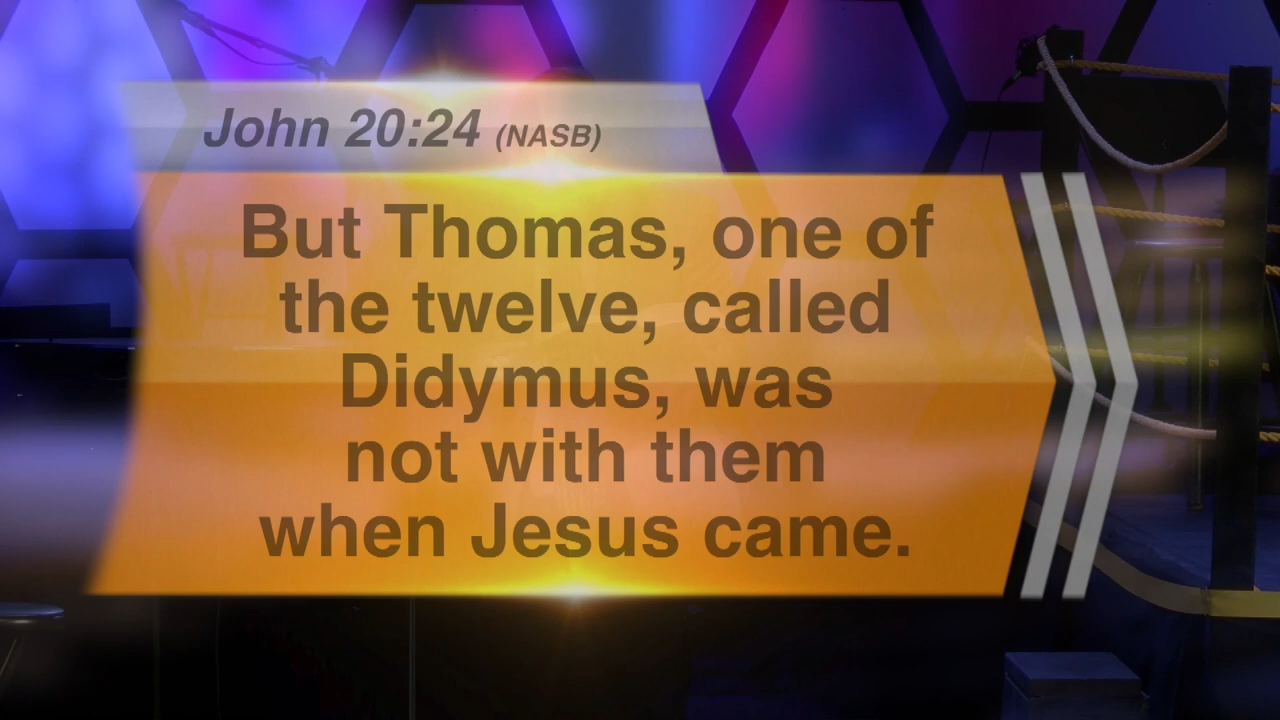 John 20:24 (NASB)
But Thomas, one of
the twelve, called
Didymus, was
not with them
when Jesus came.